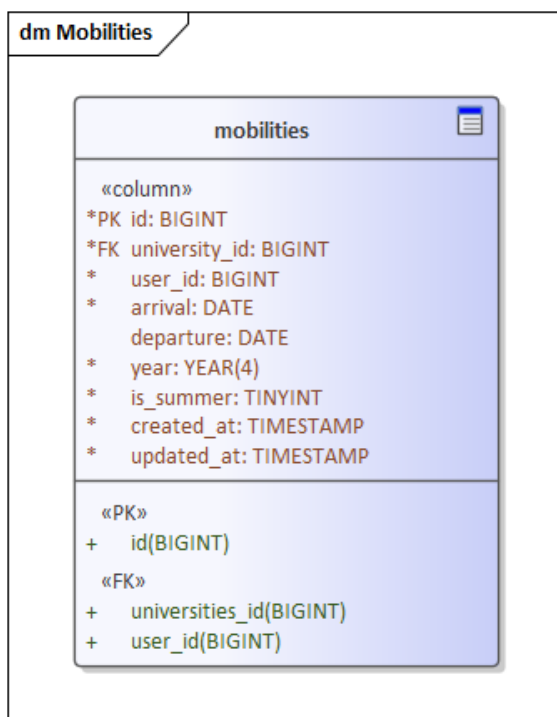 dm Mobilities
mobilities
«column»
*PK id: BIGINT
*FK university_id: BIGINT
* user_id: BIGINT
* arrival: DATE
departure: DATE
* year: YEAR(4)
* is_summer: TINYINT
* created_at: TIMESTAMP
* updated_at: TIMESTAMP
«PK»
+ id(BIGINT)
«FK»
+ universities_id(BIGINT)
+ user_id(BIGINT)